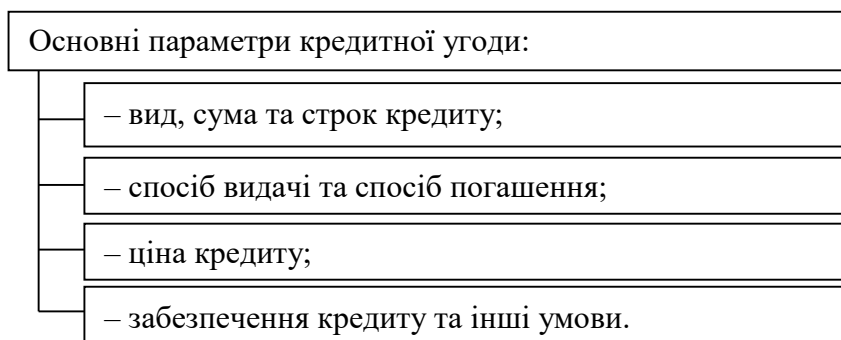 Основні параметри кредитної угоди:
– вид, сума та строк кредиту;
– спосіб видачі та спосіб погашення;
– ціна кредиту;
– забезпечення кредиту та інші умови.